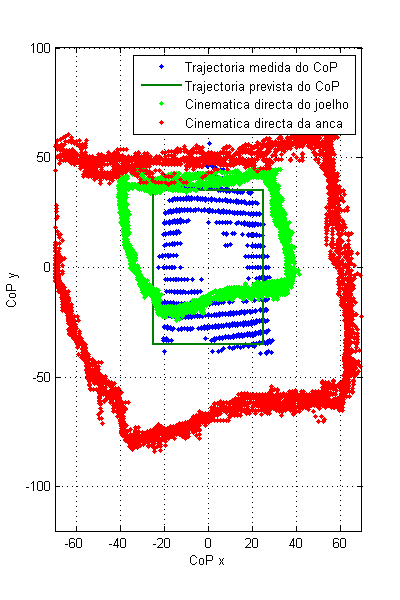 100
Trajectoria medida do CoP
Trajectoria prevista do CoP
Cinematica directa do joelho
Cinematica directa da anca
50
0
CoP y
-50
-100
-60 -40 -20 0 20 40 60
CoP x